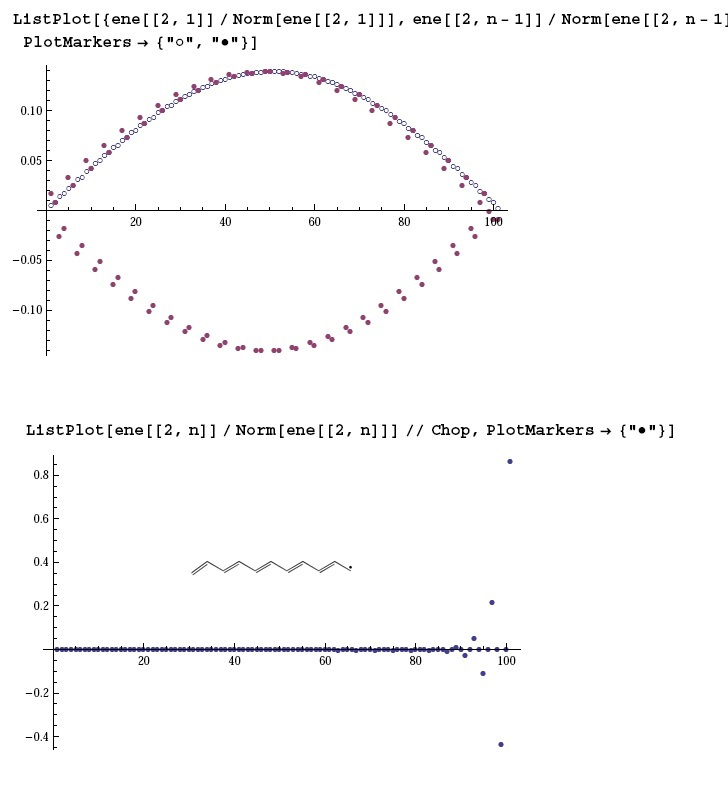 ListPlot[{ene[[2, 1]] / Norm[ene[[2, 1]]], ene[[2, n - 1]] / Norm[ene[[2, n - 1]
PlotMarkers → {"○", "●"}]
0.10
0.05
20 40 60 80 100
-0.05
-0.10
ListPlot[ene[[2, n]] / Norm[ene[[2, n]]] // Chop, PlotMarkers → {"●"}]
0.8
0.6
0.4
0.2
20 40 60 80 100
-0.2
-0.4